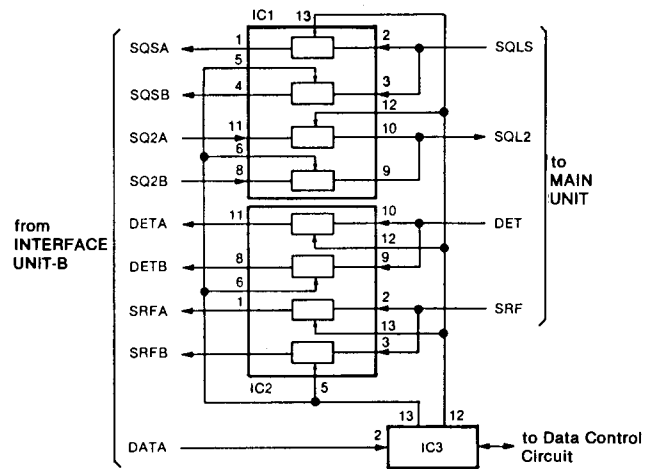 IC1 13
SQSA 1 2 SQLS
5
SQSB 4 3
12
SQ2A 11 10 SQL2
6
SQ2B 8 9
to
MAIN
UNIT
from
INTERFACE
UNIT-B
DETA 11 10 DET
12
DETB 8 9
6
SRFA 1 2 SRF
13
SRFB 3
IC2 5
13 12
DATA 2 IC3 to Data Control
Circuit